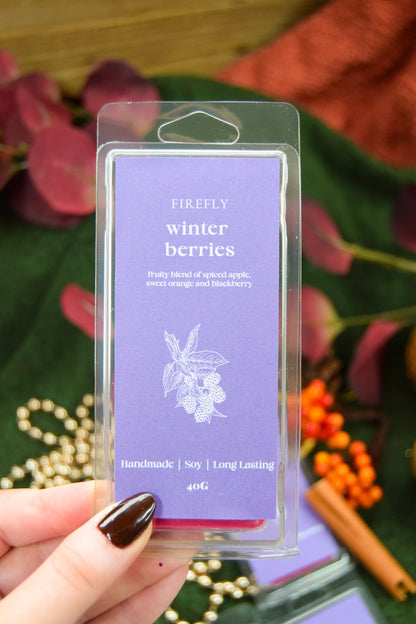 FIREFLY
winter
berries
fruity blend of spiced apple,
sweet orange and blackberry
Handmade | Soy | Long Lasting
40G